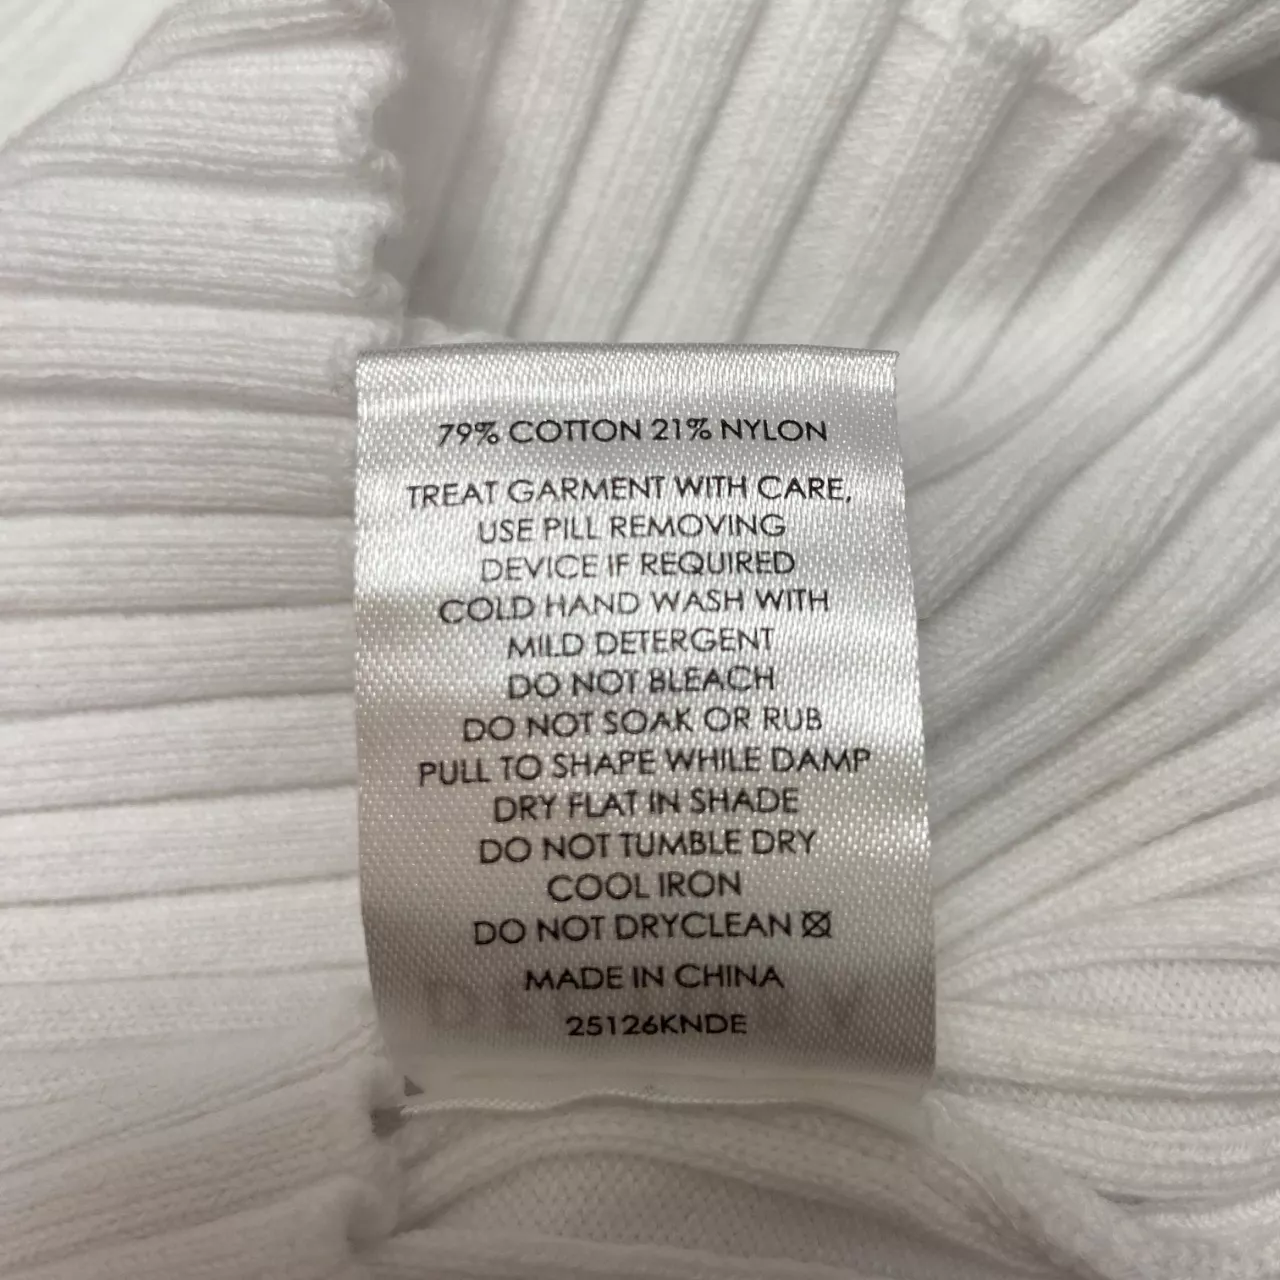 79% COTTON 21% NYLON
TREAT GARMENT WITH CARE,
USE PILL REMOVING
DEVICE IF REQUIRED
COLD HAND WASH WITH
MILD DETERGENT
DO NOT BLEACH
DO NOT SOAK OR RUB
PULL TO SHAPE WHILE DAMP
DRY FLAT IN SHADE
DO NOT TUMBLE DRY
COOL IRON
DO NOT DRYCLEAN
MADE IN CHINA
25126KNDE